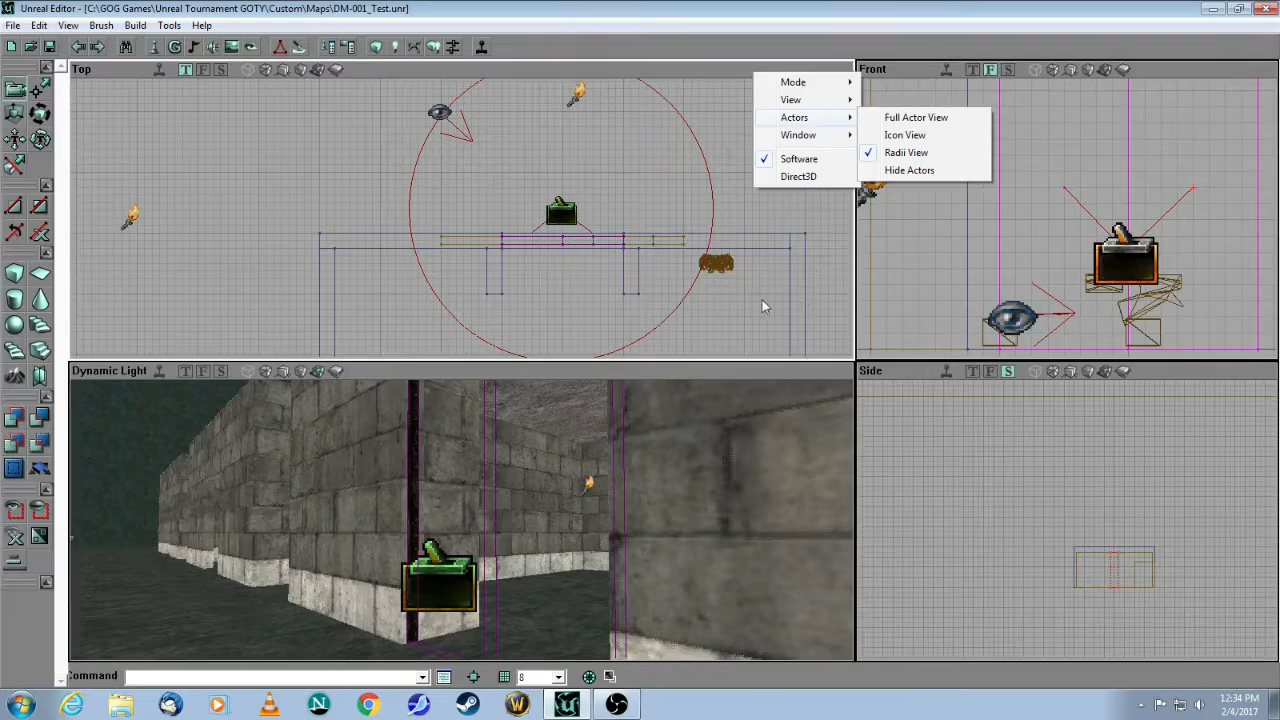 Unreal Editor - [C:\GOG Games\Unreal Tournament GOTY\Custom\Maps\DM-001_Test.unr]
File Edit View Brush Build Tools Help
Top T F S
Front T F S
Mode
View
Actors
Window
Software
Direct3D
Full Actor View
Icon View
Radii View
Hide Actors
Dynamic Light T F S
Side T F S
Command
8
12:34 PM
2/4/2017